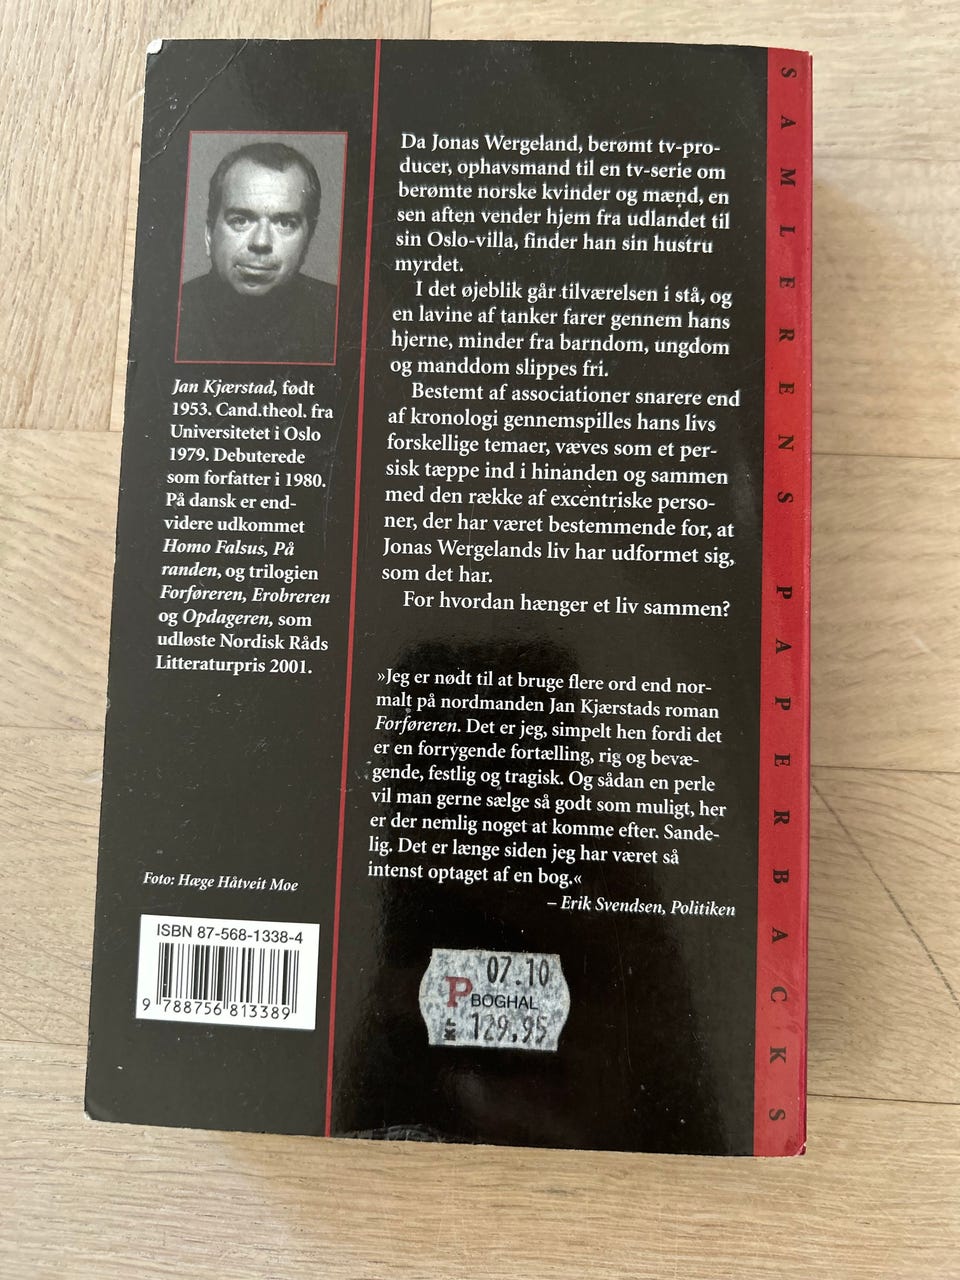 Jan Kjærstad, født
1953. Cand.theol. fra
Universitetet i Oslo
1979. Debuterede
som forfatter i 1980.
På dansk er end-
videre udkommet
Homo Falsus, På
randen, og trilogien
Forføreren, Erobreren
og Opdageren, som
udløste Nordisk Råds
Litteraturpris 2001.
Foto: Hæge Håtveit Moe
ISBN 87-568-1338-4
9 788756 813389
Da Jonas Wergeland, berømt tv-pro-
ducer, ophavsmand til en tv-serie om
berømte norske kvinder og mænd, en
sen aften vender hjem fra udlandet til
sin Oslo-villa, finder han sin hustru
myrdet.
I det øjeblik går tilværelsen i stå, og
en lavine af tanker farer gennem hans
hjerne, minder fra barndom, ungdom
og manddom slippes fri.
Bestemt af associationer snarere end
af kronologi gennemspilles hans livs
forskellige temaer, væves som et per-
sisk tæppe ind i hinanden og sammen
med den række af excentriske perso-
ner, der har været bestemmende for, at
Jonas Wergelands liv har udformet sig,
som det har.
For hvordan hænger et liv sammen?
»Jeg er nødt til at bruge flere ord end nor-
malt på nordmanden Jan Kjærstads roman
Forføreren. Det er jeg, simpelt hen fordi det
er en forrygende fortælling, rig og bevæ-
gende, festlig og tragisk. Og sådan en perle
vil man gerne sælge så godt som muligt, her
er der nemlig noget at komme efter. Sande-
lig. Det er længe siden jeg har været så
intenst optaget af en bog.«
– Erik Svendsen, Politiken
07.10
P BOGHAL
Kr 129,95
SAMLERENS PAPERBACKS